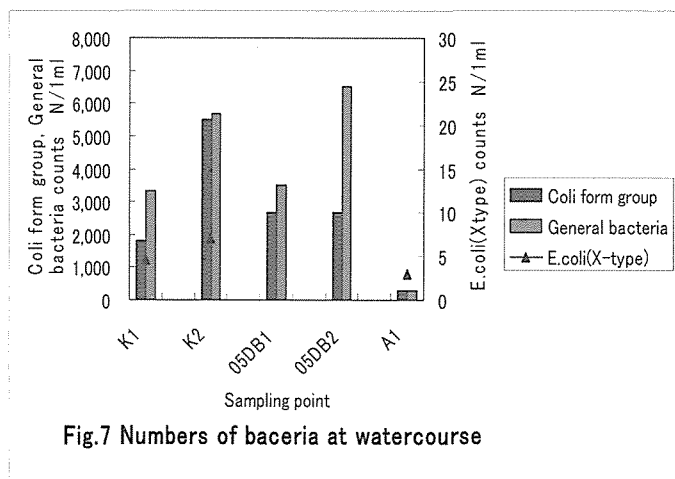 8,000
7,000
6,000
5,000
4,000
3,000
2,000
1,000
0
Coli form group, General
bacteria counts N/1ml
30
25
20
15
10
5
0
E.coli(Xtype) counts N/1ml
K1
K2
05DB1
05DB2
A1
Sampling point
Coli form group
General bacteria
E.coli(X-type)
Fig.7 Numbers of baceria at watercourse